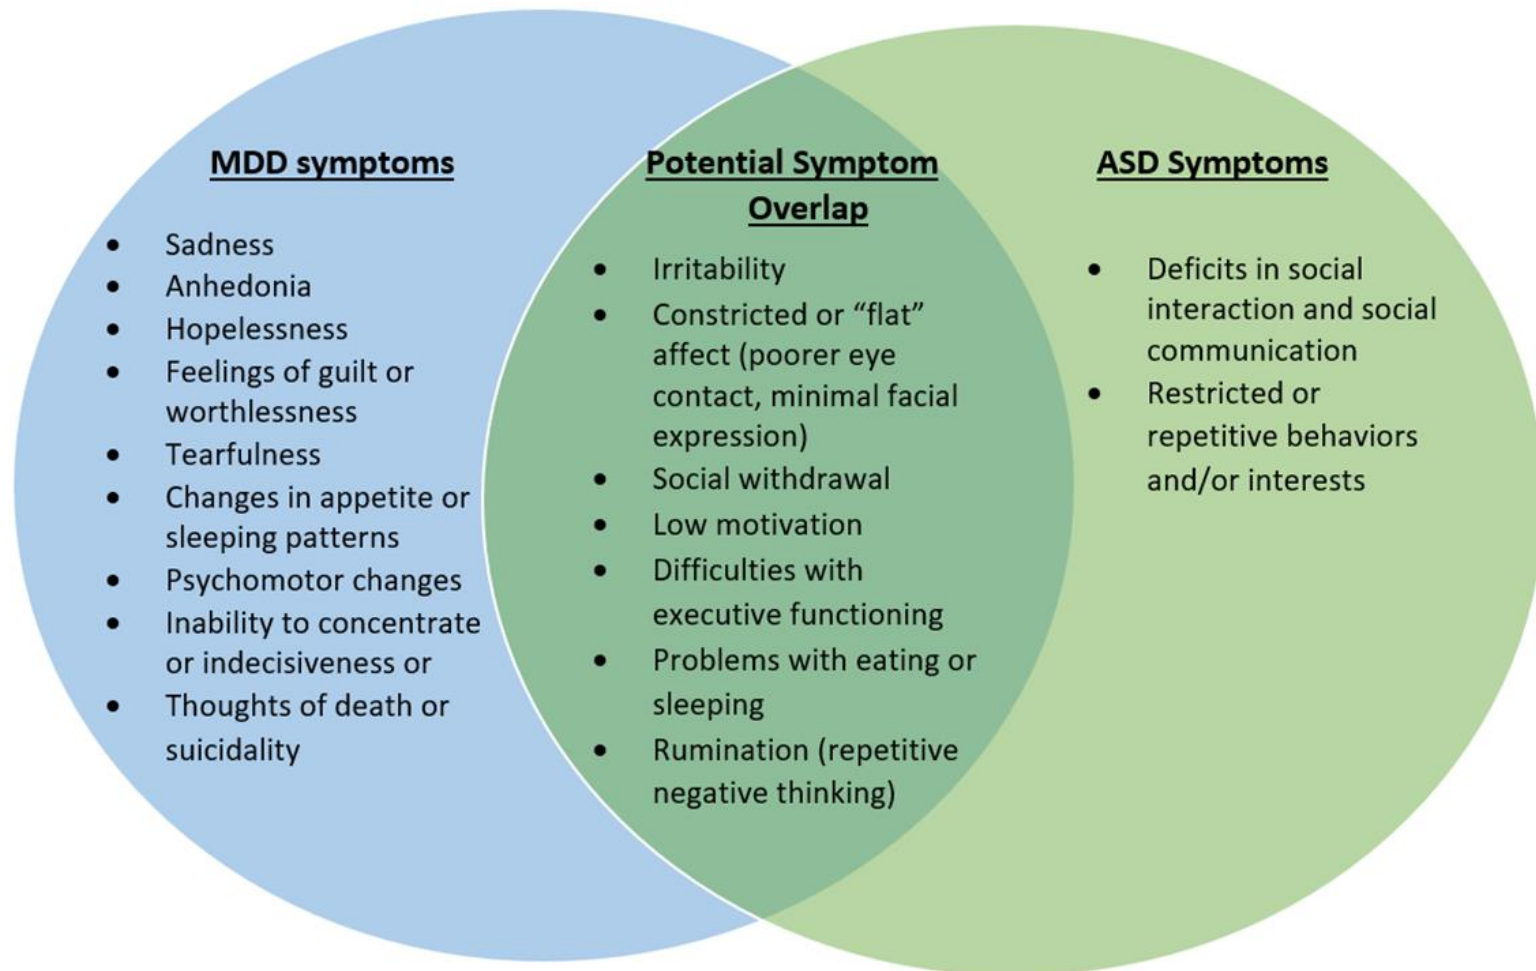 MDD symptoms
• Sadness
• Anhedonia
• Hopelessness
• Feelings of guilt or
worthlessness
• Tearfulness
• Changes in appetite or
sleeping patterns
• Psychomotor changes
• Inability to concentrate
or indecisiveness or
• Thoughts of death or
suicidality
Potential Symptom
Overlap
• Irritability
• Constricted or “flat”
affect (poorer eye
contact, minimal facial
expression)
• Social withdrawal
• Low motivation
• Difficulties with
executive functioning
• Problems with eating or
sleeping
• Rumination (repetitive
negative thinking)
ASD Symptoms
• Deficits in social
interaction and social
communication
• Restricted or
repetitive behaviors
and/or interests